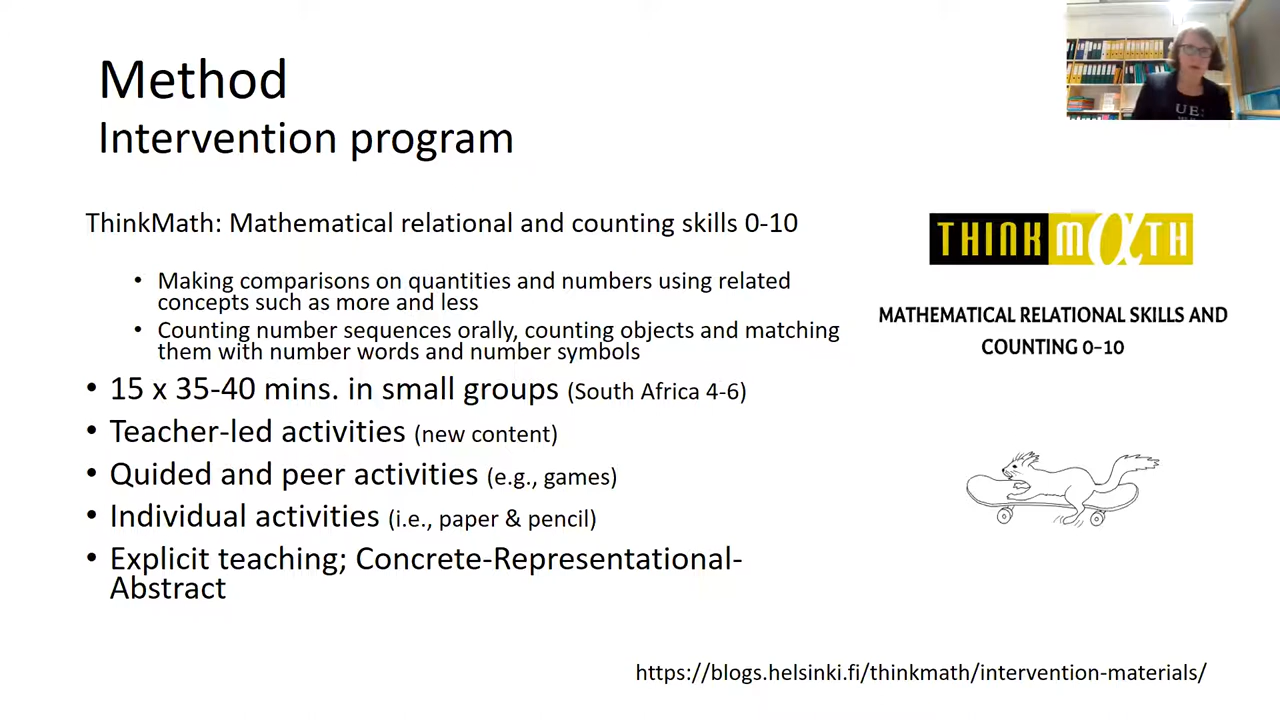 Method
Intervention program
ThinkMath: Mathematical relational and counting skills 0-10
• Making comparisons on quantities and numbers using related
concepts such as more and less
• Counting number sequences orally, counting objects and matching
them with number words and number symbols
• 15 x 35-40 mins. in small groups (South Africa 4-6)
• Teacher-led activities (new content)
• Quided and peer activities (e.g., games)
• Individual activities (i.e., paper & pencil)
• Explicit teaching; Concrete-Representational-
Abstract
THINK MαTH
MATHEMATICAL RELATIONAL SKILLS AND
COUNTING 0–10
https://blogs.helsinki.fi/thinkmath/intervention-materials/
UE: